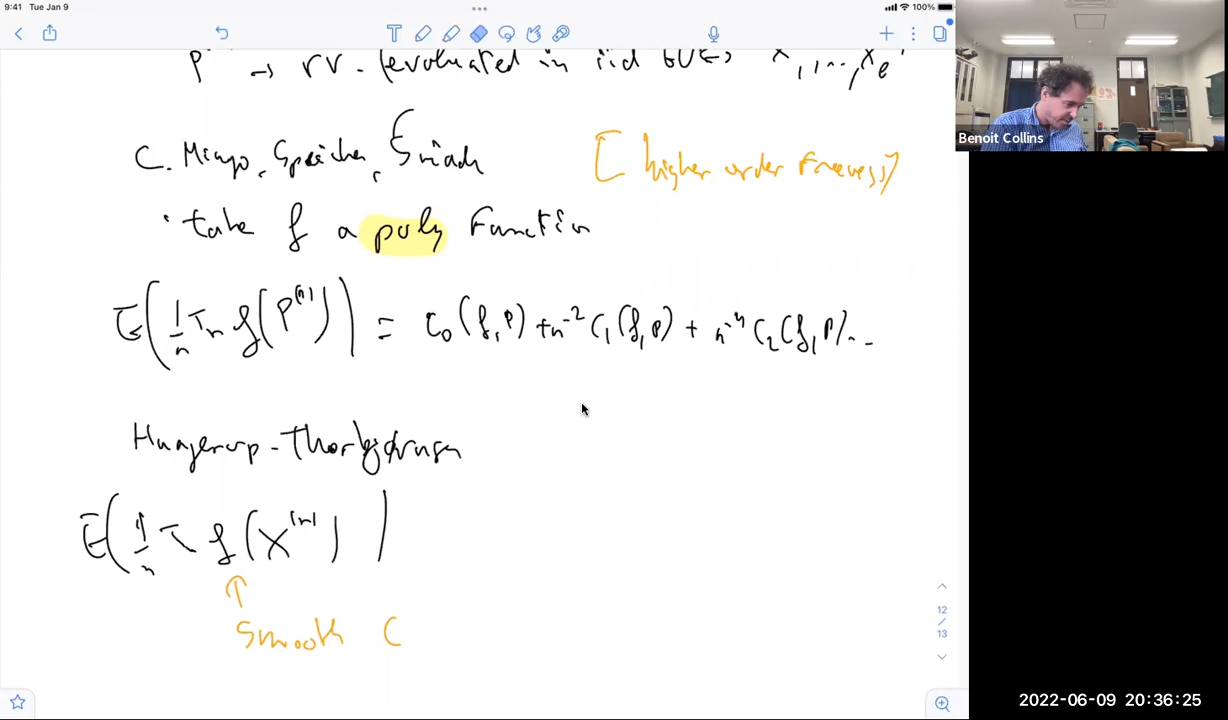 9:41 Tue Jan 9
100%
P → rv. (evaluated in iid GUEs X₁,...,Xₑ,
C. Mingo, Speicher, Śniady [higher order freeness]
· take f a poly function
E(1/n Tr f(P⁽ⁿ⁾)) = C₀(f,P) + n⁻² C₁(f,P) + n⁻⁴ C₂(f,P)...
Haagerup-Thorbjørnsen
E(1/n Tr f(X⁽ⁿ⁾))
↑
Smooth C
12
/
13
Benoit Collins
2022-06-09 20:36:25